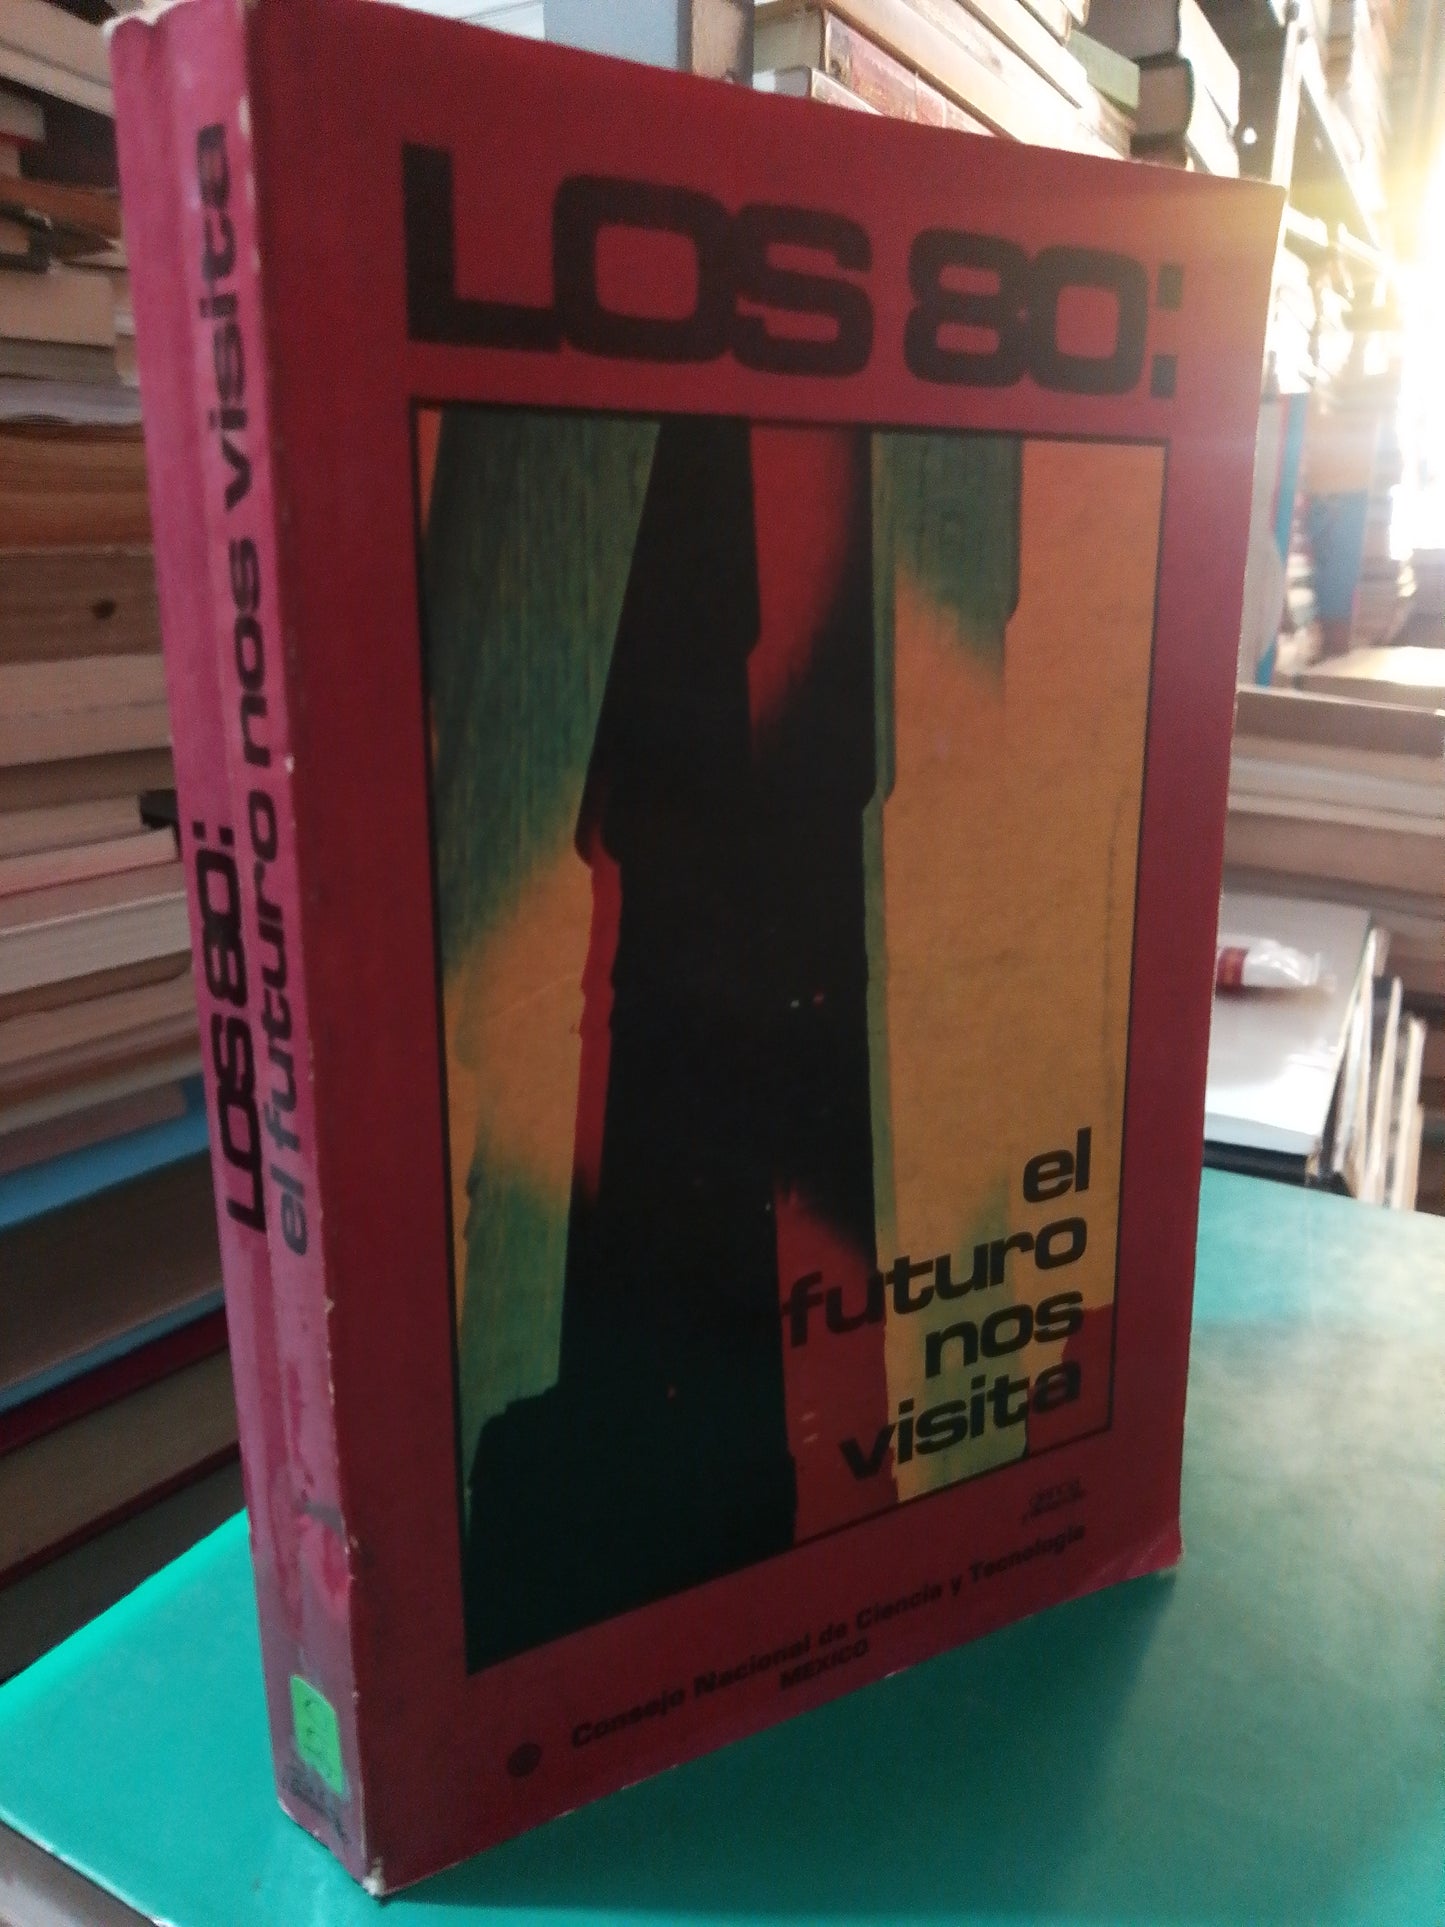 LOS 80:
el
futuro
nos
visita
Consejo Nacional de Ciencia y Tecnología
MEXICO
LOS 80:
el futuro nos visita